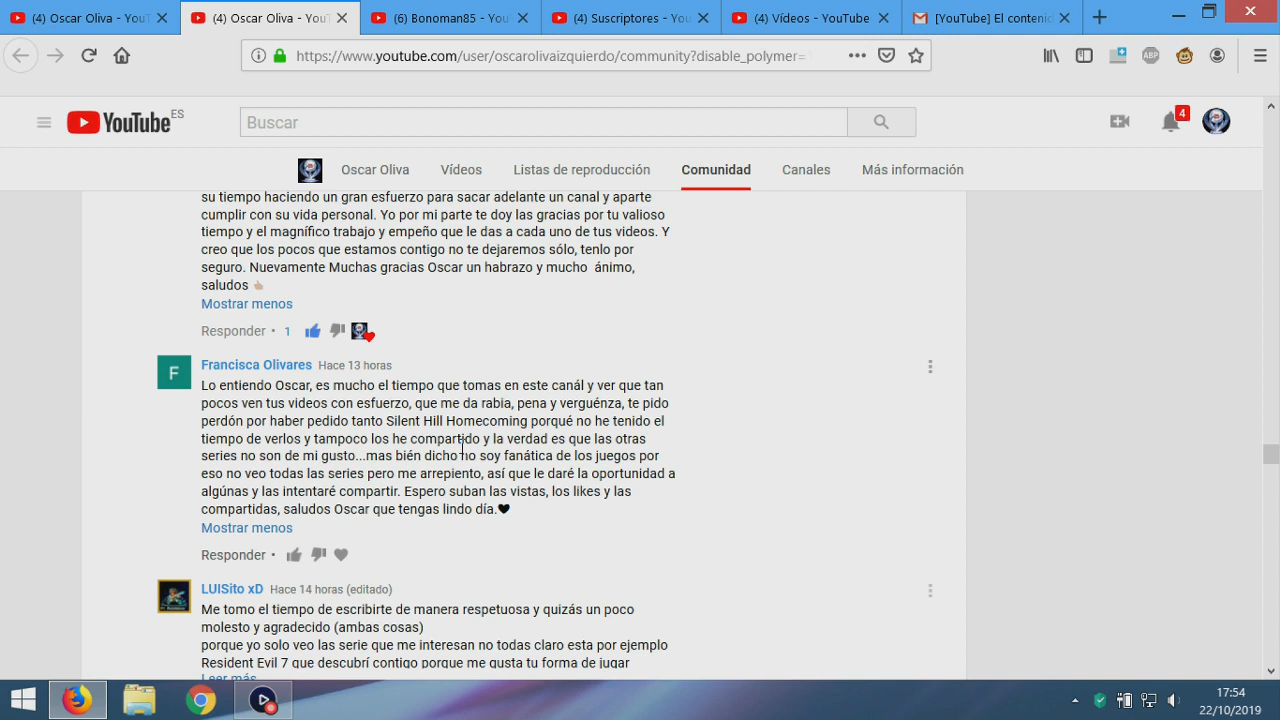 (4) Oscar Oliva - YouT
(4) Oscar Oliva - YouT
(6) Bonoman85 - You
(4) Suscriptores - You
(4) Vídeos - YouTube
[YouTube] El contenid
https://www.youtube.com/user/oscarolivaizquierdo/community?disable_polymer=
ABP
YouTube ES
Buscar
4
Oscar Oliva
Vídeos
Listas de reproducción
Comunidad
Canales
Más información
su tiempo haciendo un gran esfuerzo para sacar adelante un canal y aparte
cumplir con su vida personal. Yo por mi parte te doy las gracias por tu valioso
tiempo y el magnífico trabajo y empeño que le das a cada uno de tus videos. Y
creo que los pocos que estamos contigo no te dejaremos sólo, tenlo por
seguro. Nuevamente Muchas gracias Oscar un habrazo y mucho ánimo,
saludos 👆
Mostrar menos
Responder • 1
F
Francisca Olivares Hace 13 horas
Lo entiendo Oscar, es mucho el tiempo que tomas en este canál y ver que tan
pocos ven tus videos con esfuerzo, que me da rabia, pena y verguénza, te pido
perdón por haber pedido tanto Silent Hill Homecoming porqué no he tenido el
tiempo de verlos y tampoco los he compartido y la verdad es que las otras
series no son de mi gusto...mas bién dicho no soy fanática de los juegos por
eso no veo todas las series pero me arrepiento, así que le daré la oportunidad a
algúnas y las intentaré compartir. Espero suban las vistas, los likes y las
compartidas, saludos Oscar que tengas lindo día.♥
Mostrar menos
Responder •
LUISito xD Hace 14 horas (editado)
Me tomo el tiempo de escribirte de manera respetuosa y quizás un poco
molesto y agradecido (ambas cosas)
porque yo solo veo las serie que me interesan no todas claro esta por ejemplo
Resident Evil 7 que descubrí contigo porque me gusta tu forma de jugar
Leer más
17:54
22/10/2019